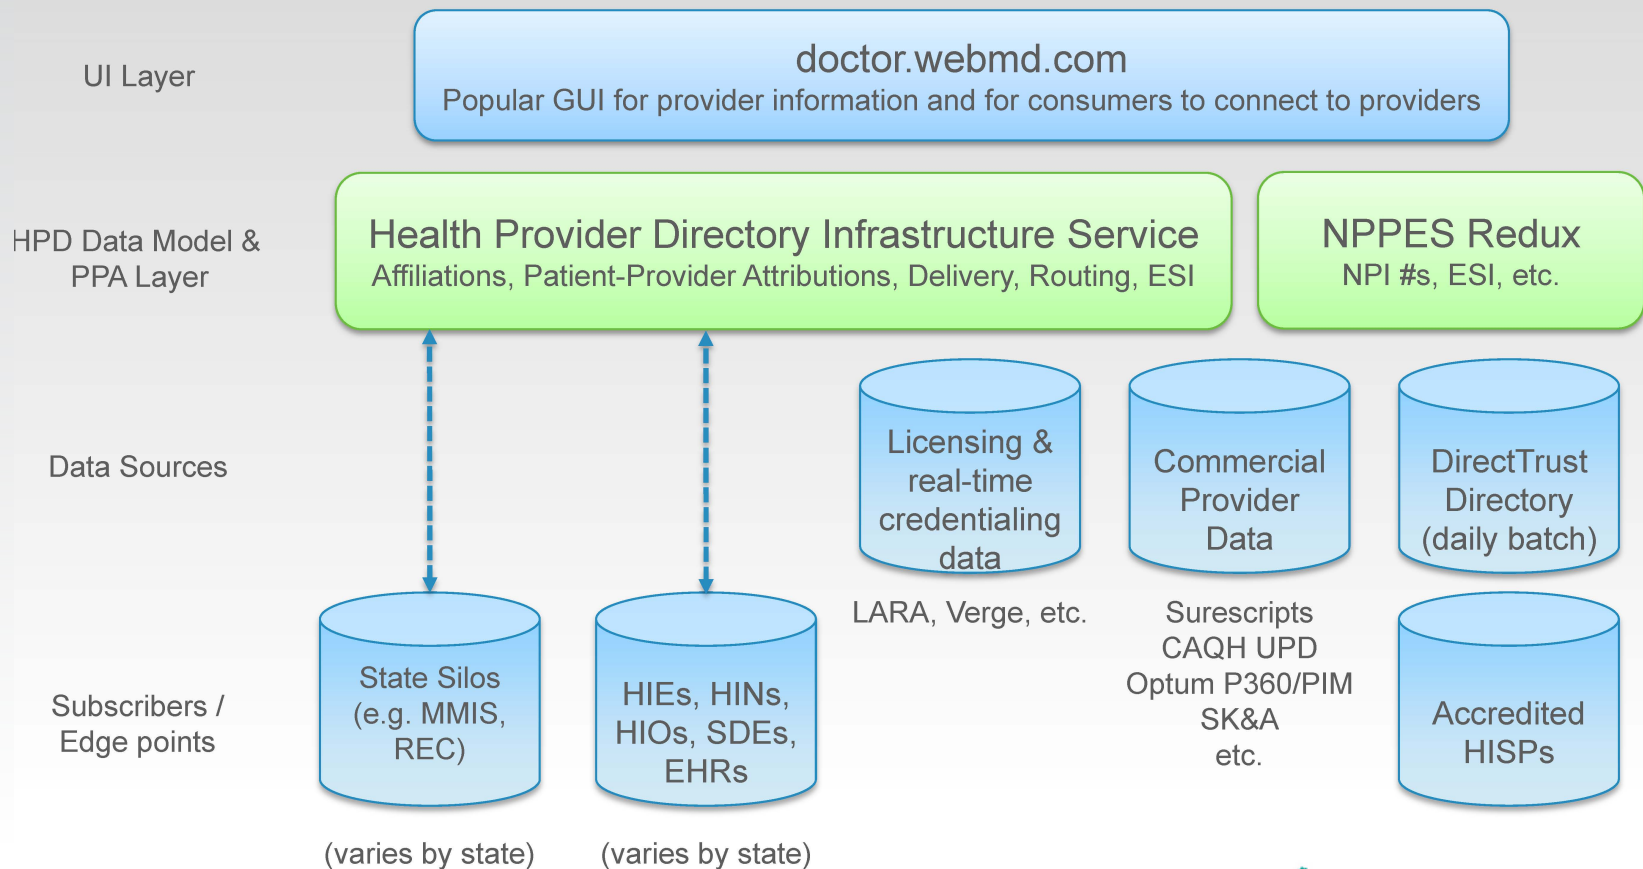 UI Layer
doctor.webmd.com
Popular GUI for provider information and for consumers to connect to providers
HPD Data Model &
PPA Layer
Health Provider Directory Infrastructure Service
Affiliations, Patient-Provider Attributions, Delivery, Routing, ESI
NPPES Redux
NPI #s, ESI, etc.
Data Sources
Licensing &
real-time
credentialing
data
LARA, Verge, etc.
Commercial
Provider
Data
Surescripts
CAQH UPD
Optum P360/PIM
SK&A
etc.
DirectTrust
Directory
(daily batch)
Subscribers /
Edge points
State Silos
(e.g. MMIS,
REC)
(varies by state)
HIEs, HINs,
HIOs, SDEs,
EHRs
(varies by state)
Accredited
HISPs